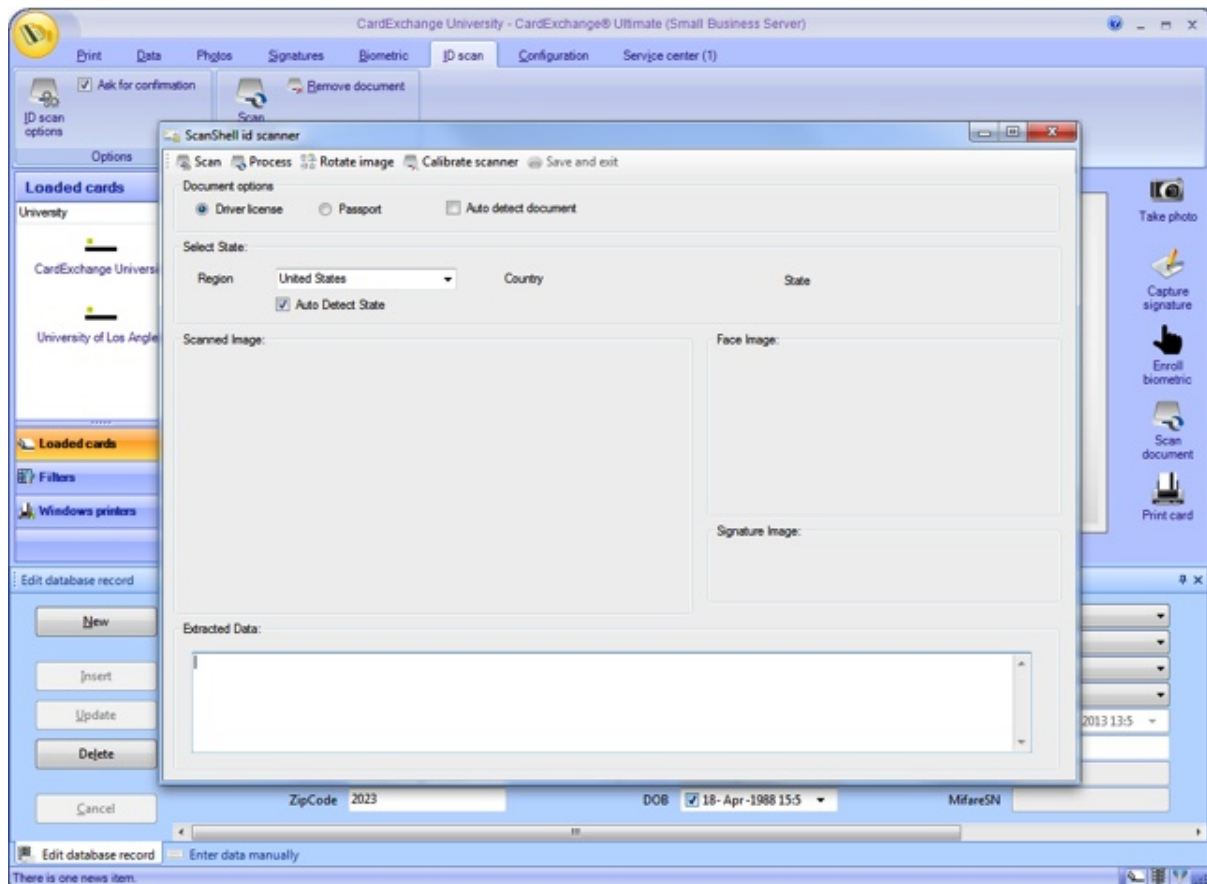 CardExchange University - CardExchange® Ultimate (Small Business Server)
Print Data Photos Signatures Biometric ID scan Configuration Service center (1)
Ask for confirmation
Remove document
ID scan options
Scan
Options
ScanShell id scanner
Scan Process Rotate image Calibrate scanner Save and exit
Document options
Driver license Passport Auto detect document
Select State:
Region United States Country State
Auto Detect State
Scanned Image:
Face Image:
Signature Image:
Extracted Data:
Loaded cards
University
CardExchange Universi
University of Los Angle
Loaded cards
Filters
Windows printers
Take photo
Capture
signature
Enroll
biometric
Scan
document
Print card
Edit database record
New
Insert
Update
Delete
Cancel
2013 13:5
ZipCode 2023 DOB 18- Apr -1988 15:5 MifareSN
Edit database record Enter data manually
There is one news item.